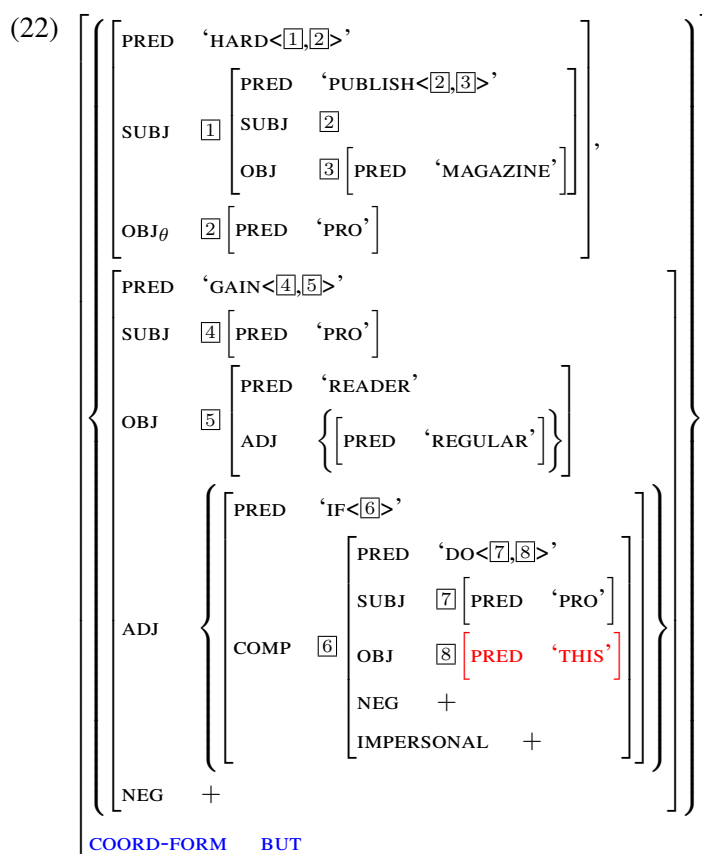 (22)
PRED ‘HARD<1,2>’
PRED ‘PUBLISH<2,3>’
SUBJ 1 SUBJ 2 ,
OBJ 3 [PRED ‘MAGAZINE’]
OBJθ 2 [PRED ‘PRO’]
PRED ‘GAIN<4,5>’
SUBJ 4 [PRED ‘PRO’]
PRED ‘READER’
OBJ 5
ADJ {[PRED ‘REGULAR’]}
PRED ‘IF<6>’
PRED ‘DO<7,8>’
SUBJ 7 [PRED ‘PRO’]
ADJ COMP 6 OBJ 8 [PRED ‘THIS’]
NEG +
IMPERSONAL +
NEG +
COORD-FORM BUT